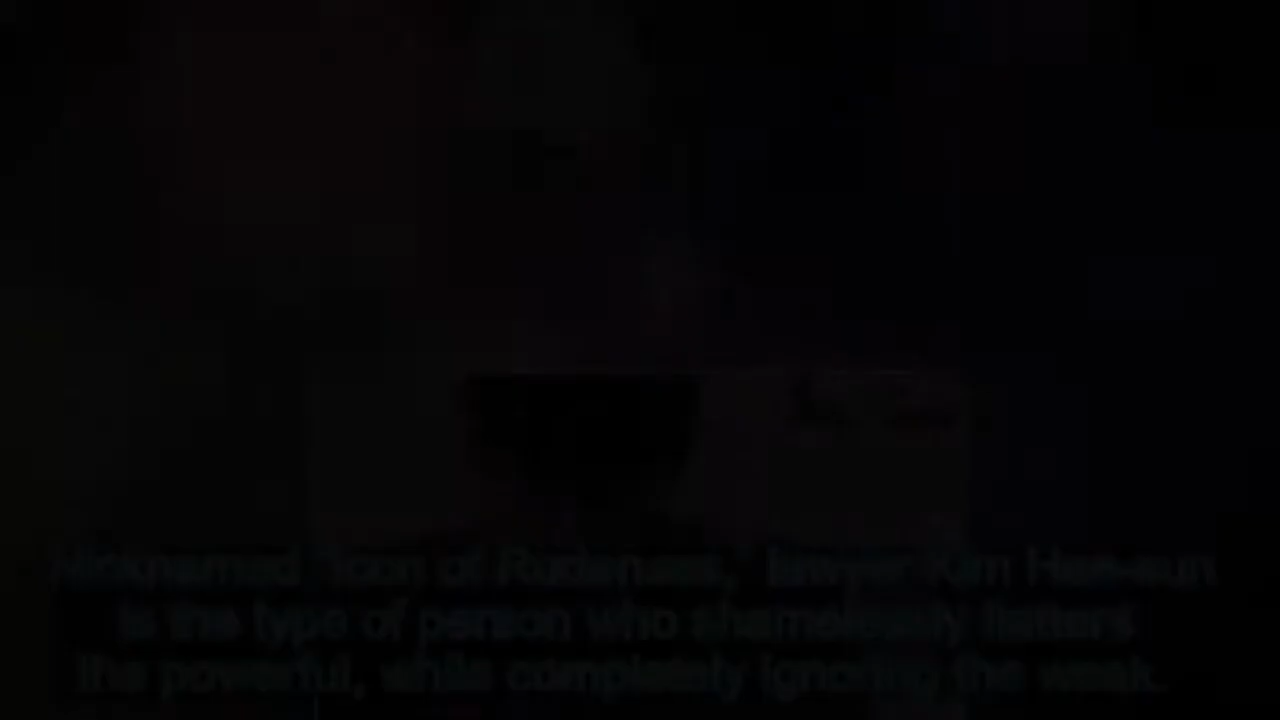 Nicknamed 'Icon of Rudeness,' lawyer Kim Hae-sun
is the type of person who shamelessly flatters
the powerful, while completely ignoring the weak.